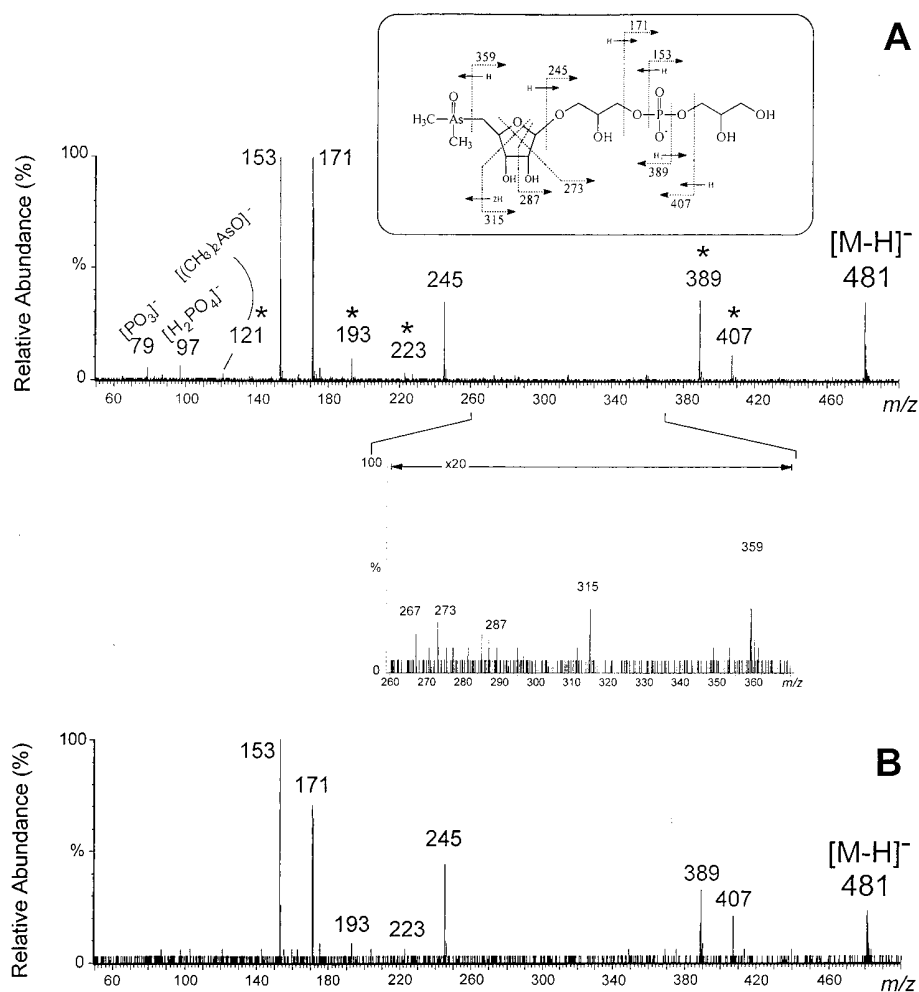 A
359
H
171
245
H
H
153
H
O
H₃C
As
CH₃
O
O
OH
O
O
P
O⁻
O
OH
OH
OH OH
H
389
H
407
2H
287
273
315
Relative Abundance (%)
100
%
0
[PO₃]⁻
79
[H₂PO₄]⁻
97
[(CH₃)₂AsO]⁻
*
121
153
171
*
193
*
223
245
*
389
*
407
[M-H]⁻
481
60 100 140 180 220 260 300 340 380 420 460
m/z
100
x20
%
0
267
273
287
315
359
260 270 280 290 300 310 320 330 340 350 360
m/z
B
Relative Abundance (%)
100
%
0
153
171
193
223
245
389
407
[M-H]⁻
481
60 100 140 180 220 260 300 340 380 420 460
m/z